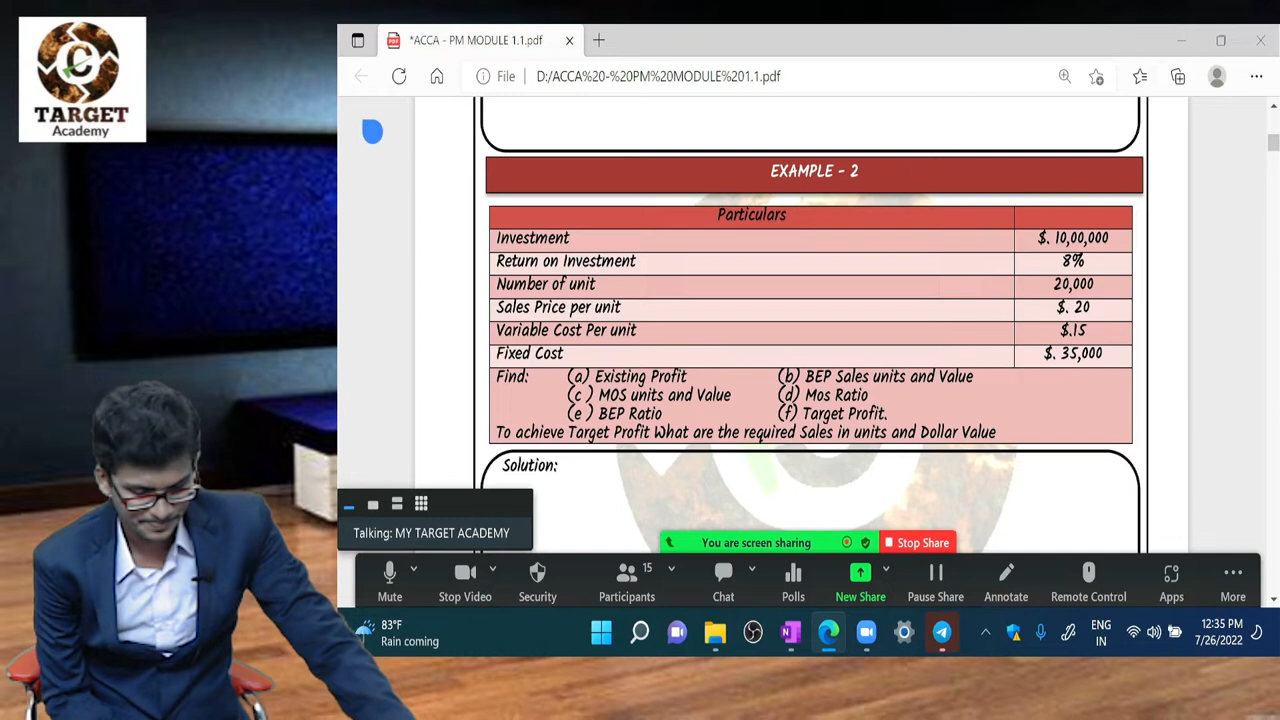 TARGET
Academy
*ACCA - PM MODULE 1.1.pdf
File
D:/ACCA%20-%20PM%20MODULE%201.1.pdf
EXAMPLE - 2
Particulars
Investment $. 10,00,000
Return on Investment 8%
Number of unit 20,000
Sales Price per unit $. 20
Variable Cost Per unit $.15
Fixed Cost $. 35,000
Find: (a) Existing Profit (b) BEP Sales units and Value
(c ) MOS units and Value (d) Mos Ratio
(e ) BEP Ratio (f) Target Profit.
To achieve Target Profit What are the required Sales in units and Dollar Value
Solution:
Talking: MY TARGET ACADEMY
You are screen sharing Stop Share
15
Mute Stop Video Security Participants Chat Polls New Share Pause Share Annotate Remote Control Apps More
83°F
Rain coming
ENG
IN
12:35 PM
7/26/2022